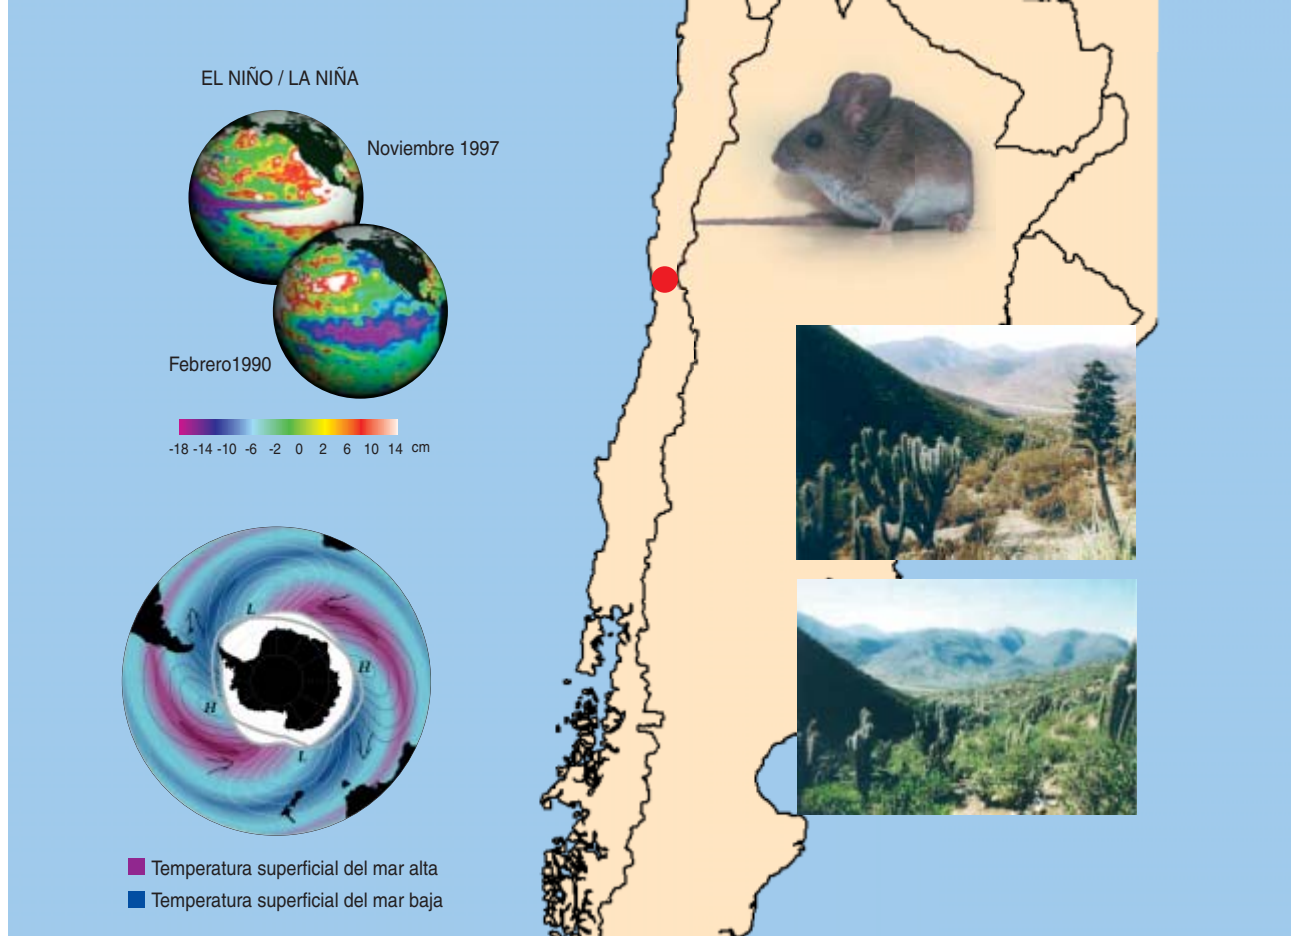 EL NIÑO / LA NIÑA
Noviembre 1997
Febrero1990
-18 -14 -10 -6 -2 0 2 6 10 14 cm
L
H
H
L
Temperatura superficial del mar alta
Temperatura superficial del mar baja